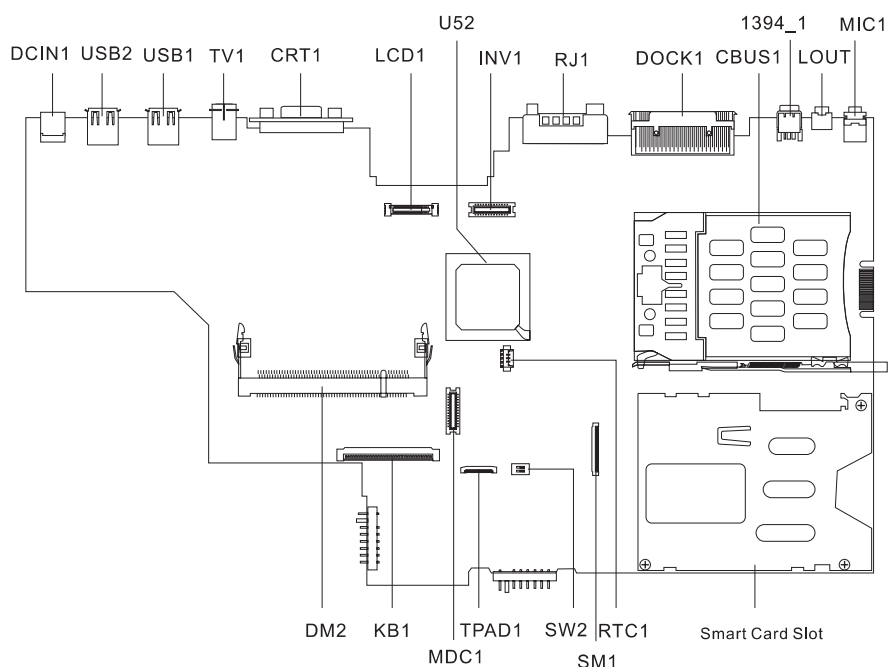 U52
1394_1
MIC1
DCIN1
USB2
USB1
TV1
CRT1
LCD1
INV1
RJ1
DOCK1
CBUS1
LOUT
DM2
KB1
TPAD1
SW2
RTC1
Smart Card Slot
MDC1
SM1